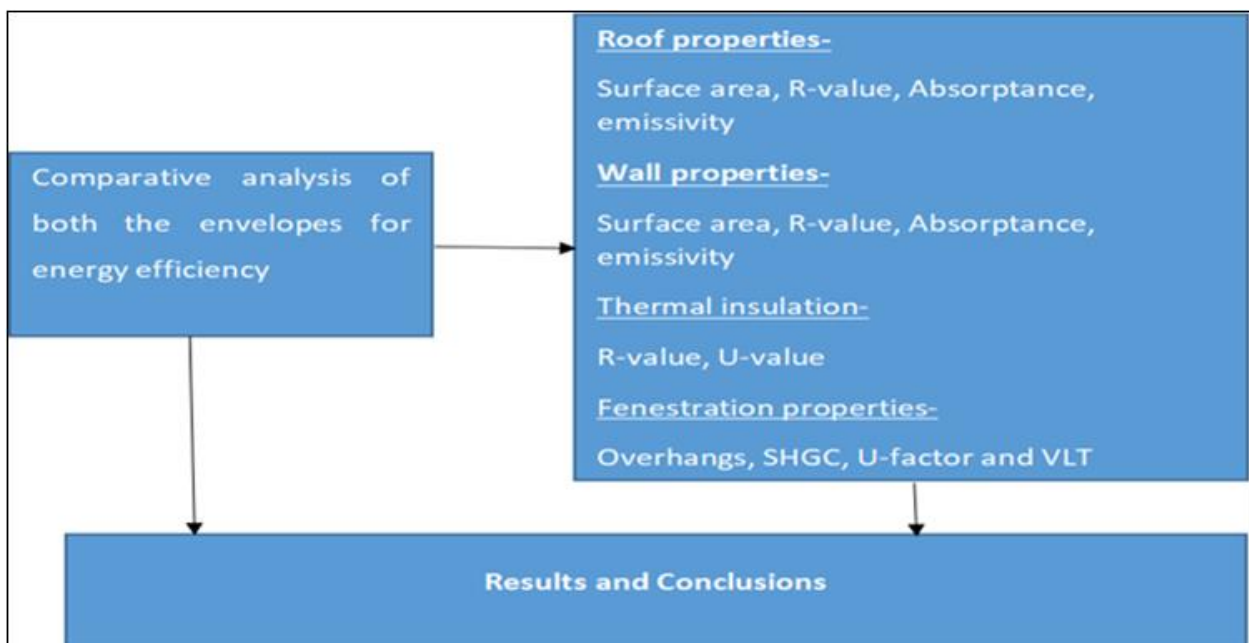 Comparative analysis of
both the envelopes for
energy efficiency
Roof properties-
Surface area, R-value, Absorptance,
emissivity
Wall properties-
Surface area, R-value, Absorptance,
emissivity
Thermal insulation-
R-value, U-value
Fenestration properties-
Overhangs, SHGC, U-factor and VLT
Results and Conclusions